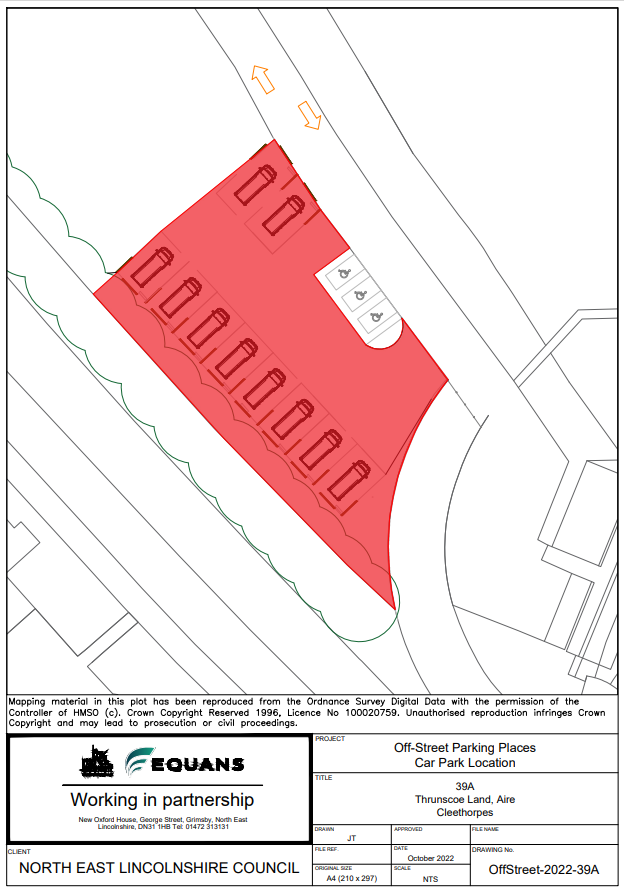 Mapping material in this plot has been reproduced from the Ordnance Survey Digital Data with the permission of the
Controller of HMSO (c). Crown Copyright Reserved 1996, Licence No 100020759. Unauthorised reproduction infringes Crown
Copyright and may lead to prosecution or civil proceedings.
EQUANS
Working in partnership
New Oxford House, George Street, Grimsby, North East
Lincolnshire, DN31 1HB Tel: 01472 313131
CLIENT
NORTH EAST LINCOLNSHIRE COUNCIL
PROJECT
Off-Street Parking Places
Car Park Location
TITLE
39A
Thrunscoe Land, Aire
Cleethorpes
DRAWN
JT
APPROVED
FILE NAME
FILE REF.
DATE
October 2022
DRAWING No.
OffStreet-2022-39A
ORIGINAL SIZE
A4 (210 x 297)
SCALE
NTS